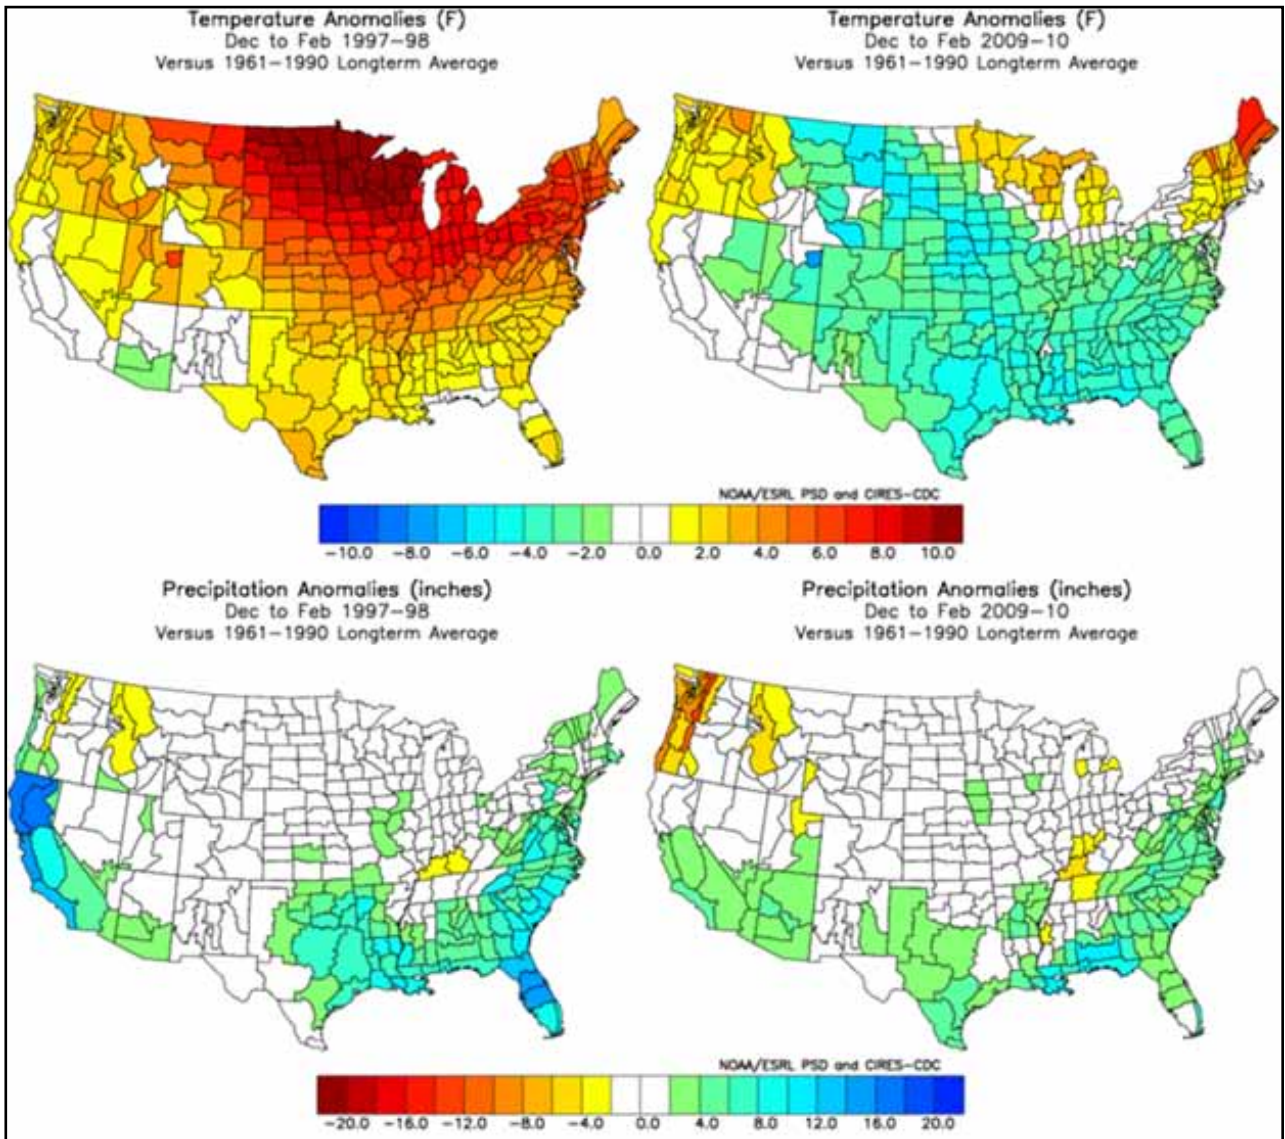 Temperature Anomalies (F)
Dec to Feb 1997-98
Versus 1961-1990 Longterm Average
Temperature Anomalies (F)
Dec to Feb 2009-10
Versus 1961-1990 Longterm Average
NOAA/ESRL PSD and CIRES-CDC
-10.0 -8.0 -6.0 -4.0 -2.0 0.0 2.0 4.0 6.0 8.0 10.0
Precipitation Anomalies (inches)
Dec to Feb 1997-98
Versus 1961-1990 Longterm Average
Precipitation Anomalies (inches)
Dec to Feb 2009-10
Versus 1961-1990 Longterm Average
NOAA/ESRL PSD and CIRES-CDC
-20.0 -16.0 -12.0 -8.0 -4.0 0.0 4.0 8.0 12.0 16.0 20.0